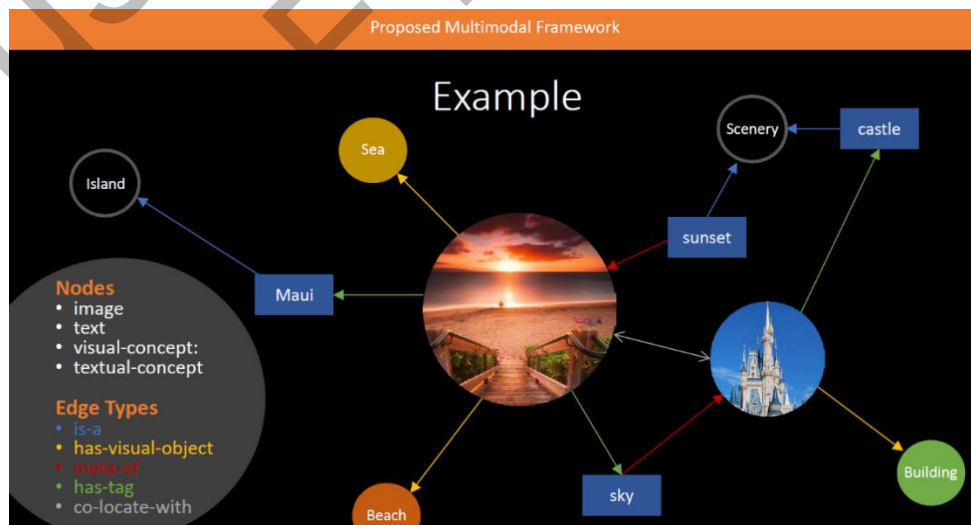 Proposed Multimodal Framework
Example
Sea
Scenery
castle
Island
sunset
Maui
Nodes
• image
• text
• visual-concept:
• textual-concept
Edge Types
• is-a
• has-visual-object
• meta-of
• has-tag
• co-locate-with
Building
sky
Beach